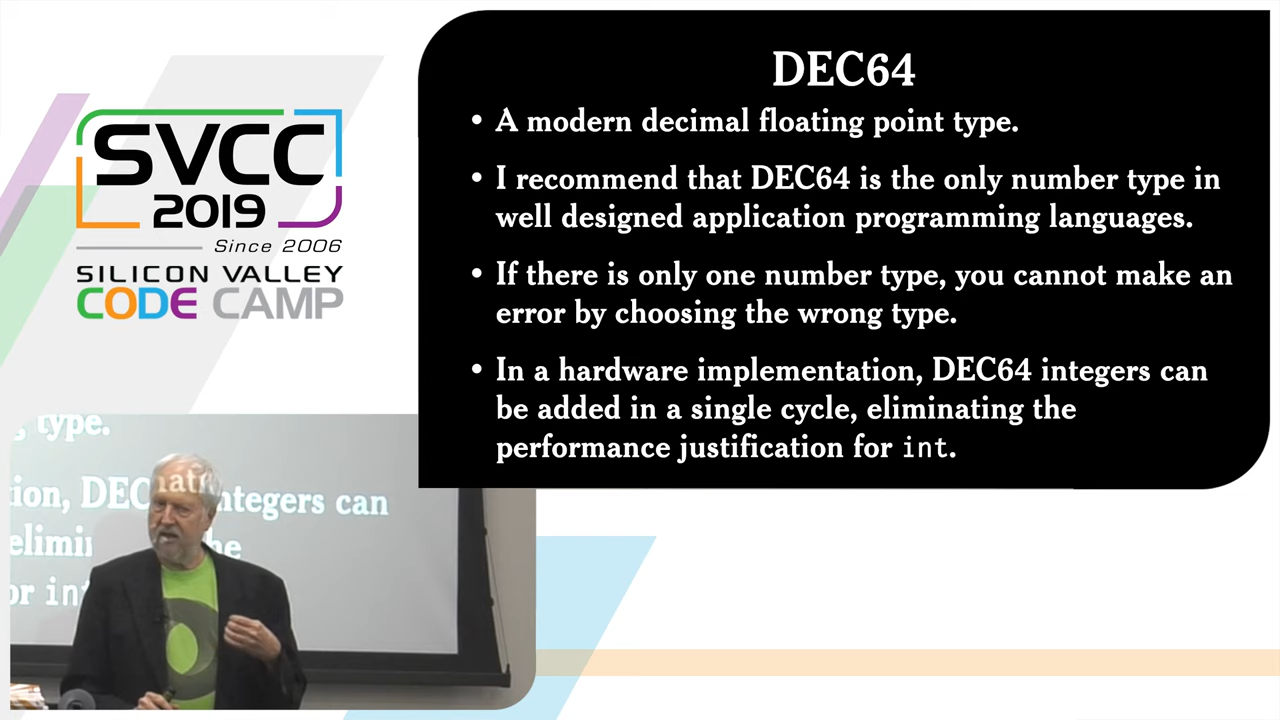 SVCC
2019
Since 2006
SILICON VALLEY
CODE CAMP
DEC64
• A modern decimal floating point type.
• I recommend that DEC64 is the only number type in
well designed application programming languages.
• If there is only one number type, you cannot make an
error by choosing the wrong type.
• In a hardware implementation, DEC64 integers can
be added in a single cycle, eliminating the
performance justification for int.
type.
integers can